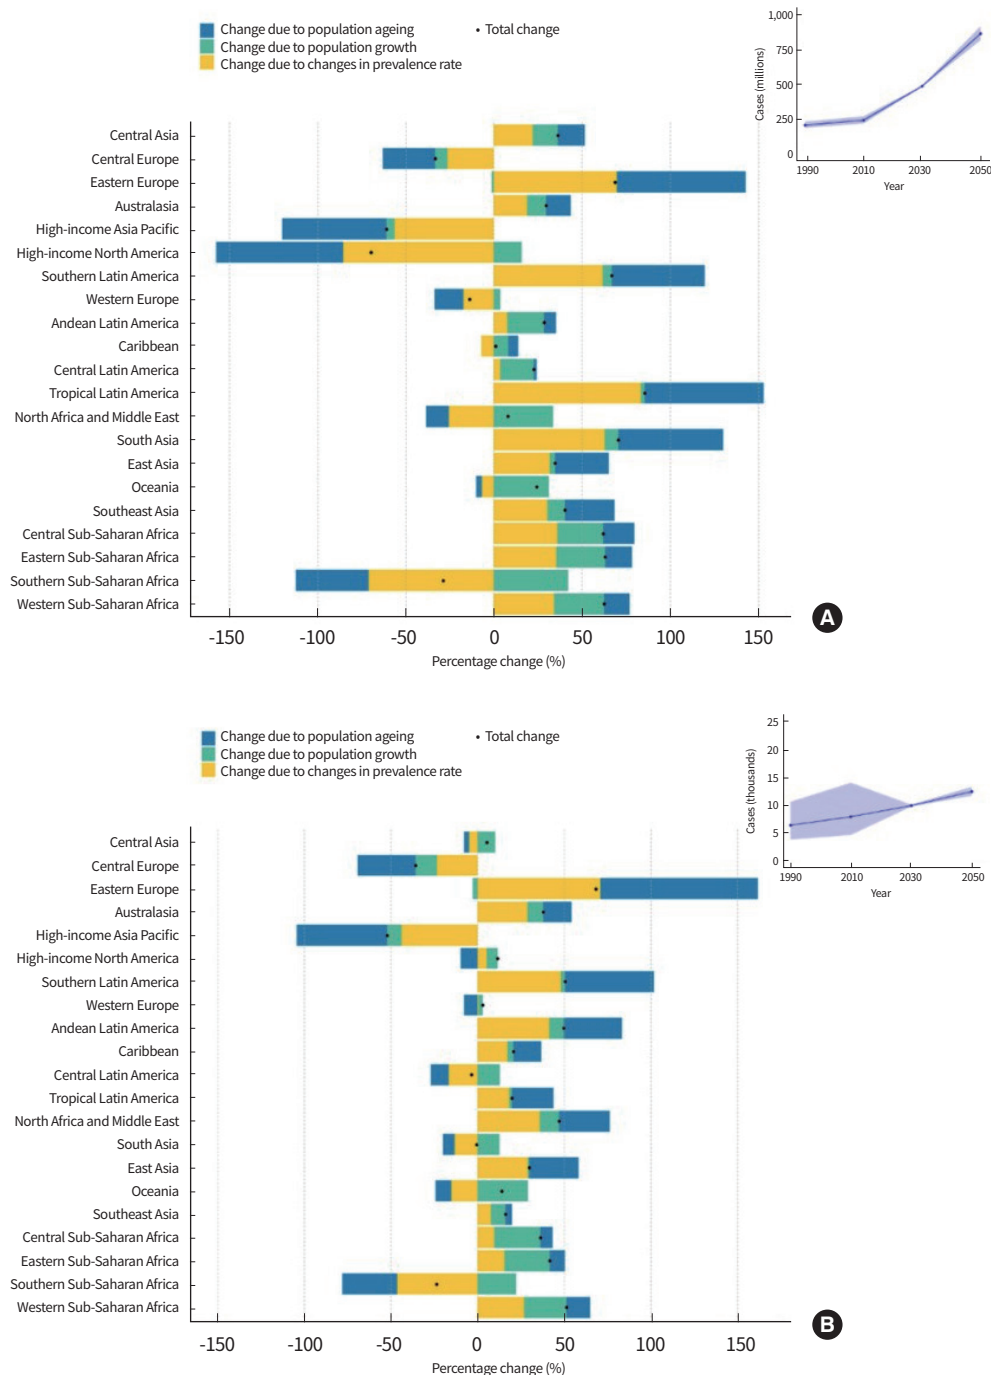 Change due to population ageing
Change due to population growth
Change due to changes in prevalence rate
Total change
Cases (millions)
1,000
750
500
250
0
1990 2010 2030 2050
Year
Central Asia
Central Europe
Eastern Europe
Australasia
High-income Asia Pacific
High-income North America
Southern Latin America
Western Europe
Andean Latin America
Caribbean
Central Latin America
Tropical Latin America
North Africa and Middle East
South Asia
East Asia
Oceania
Southeast Asia
Central Sub-Saharan Africa
Eastern Sub-Saharan Africa
Southern Sub-Saharan Africa
Western Sub-Saharan Africa
-150 -100 -50 0 50 100 150
Percentage change (%)
A
Change due to population ageing
Change due to population growth
Change due to changes in prevalence rate
Total change
Cases (thousands)
25
20
15
10
5
0
1990 2010 2030 2050
Year
Central Asia
Central Europe
Eastern Europe
Australasia
High-income Asia Pacific
High-income North America
Southern Latin America
Western Europe
Andean Latin America
Caribbean
Central Latin America
Tropical Latin America
North Africa and Middle East
South Asia
East Asia
Oceania
Southeast Asia
Central Sub-Saharan Africa
Eastern Sub-Saharan Africa
Southern Sub-Saharan Africa
Western Sub-Saharan Africa
-150 -100 -50 0 50 100 150
Percentage change (%)
B